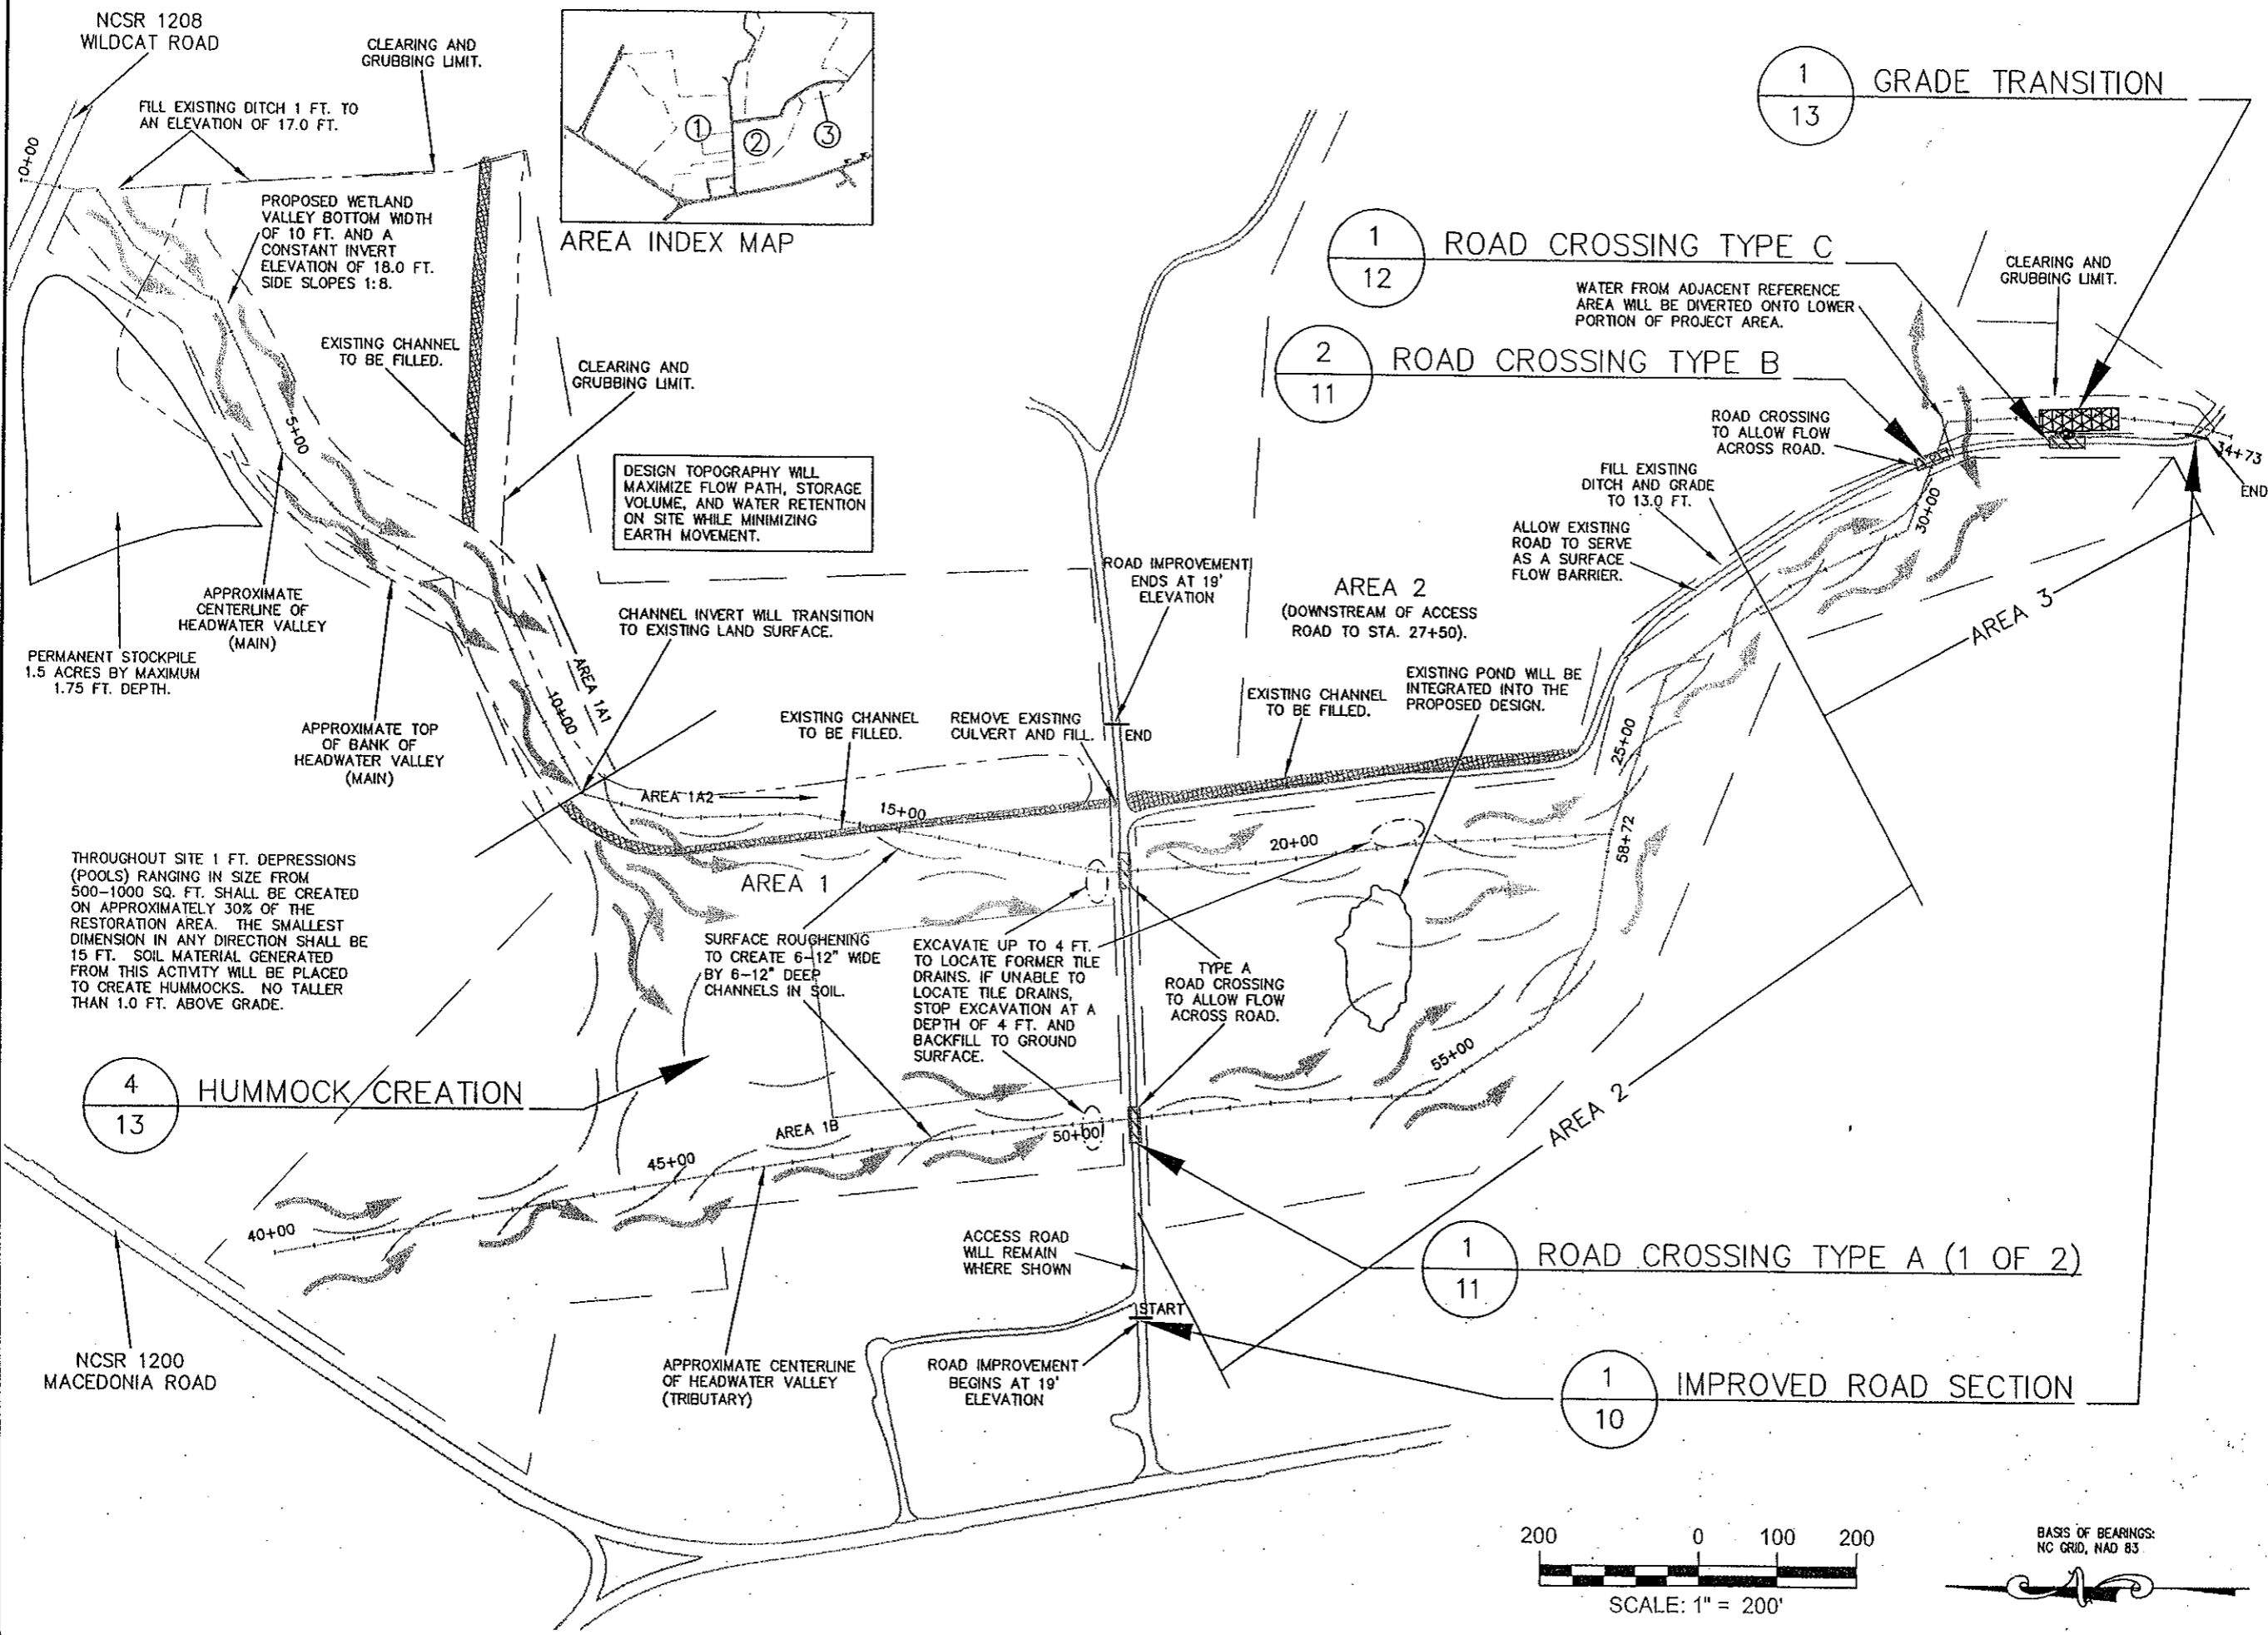 NCSR 1208
WILDCAT ROAD
CLEARING AND
GRUBBING LIMIT.
FILL EXISTING DITCH 1 FT. TO
AN ELEVATION OF 17.0 FT.
0+00
PROPOSED WETLAND
VALLEY BOTTOM WIDTH
OF 10 FT. AND A
CONSTANT INVERT
ELEVATION OF 18.0 FT.
SIDE SLOPES 1:8.
1
2
3
AREA INDEX MAP
1
13
GRADE TRANSITION
1
12
ROAD CROSSING TYPE C
WATER FROM ADJACENT REFERENCE
AREA WILL BE DIVERTED ONTO LOWER
PORTION OF PROJECT AREA.
CLEARING AND
GRUBBING LIMIT.
2
11
ROAD CROSSING TYPE B
EXISTING CHANNEL
TO BE FILLED.
CLEARING AND
GRUBBING LIMIT.
5+00
ROAD CROSSING
TO ALLOW FLOW
ACROSS ROAD.
34+73
END
FILL EXISTING
DITCH AND GRADE
TO 13.0 FT.
30+00
DESIGN TOPOGRAPHY WILL
MAXIMIZE FLOW PATH, STORAGE
VOLUME, AND WATER RETENTION
ON SITE WHILE MINIMIZING
EARTH MOVEMENT.
ALLOW EXISTING
ROAD TO SERVE
AS A SURFACE
FLOW BARRIER.
ROAD IMPROVEMENT
ENDS AT 19'
ELEVATION
AREA 2
(DOWNSTREAM OF ACCESS
ROAD TO STA. 27+50).
AREA 3
APPROXIMATE
CENTERLINE OF
HEADWATER VALLEY
(MAIN)
CHANNEL INVERT WILL TRANSITION
TO EXISTING LAND SURFACE.
PERMANENT STOCKPILE
1.5 ACRES BY MAXIMUM
1.75 FT. DEPTH.
AREA 1A1
10+00
EXISTING POND WILL BE
INTEGRATED INTO THE
PROPOSED DESIGN.
EXISTING CHANNEL
TO BE FILLED.
APPROXIMATE TOP
OF BANK OF
HEADWATER VALLEY
(MAIN)
EXISTING CHANNEL
TO BE FILLED.
REMOVE EXISTING
CULVERT AND FILL.
END
25+00
AREA 1A2
15+00
20+00
58+72
THROUGHOUT SITE 1 FT. DEPRESSIONS
(POOLS) RANGING IN SIZE FROM
500-1000 SQ. FT. SHALL BE CREATED
ON APPROXIMATELY 30% OF THE
RESTORATION AREA. THE SMALLEST
DIMENSION IN ANY DIRECTION SHALL BE
15 FT. SOIL MATERIAL GENERATED
FROM THIS ACTIVITY WILL BE PLACED
TO CREATE HUMMOCKS. NO TALLER
THAN 1.0 FT. ABOVE GRADE.
AREA 1
SURFACE ROUGHENING
TO CREATE 6-12" WIDE
BY 6-12" DEEP
CHANNELS IN SOIL.
EXCAVATE UP TO 4 FT.
TO LOCATE FORMER TILE
DRAINS. IF UNABLE TO
LOCATE TILE DRAINS,
STOP EXCAVATION AT A
DEPTH OF 4 FT. AND
BACKFILL TO GROUND
SURFACE.
TYPE A
ROAD CROSSING
TO ALLOW FLOW
ACROSS ROAD.
4
13
HUMMOCK CREATION
55+00
AREA 2
AREA 1B
50+00
45+00
40+00
ACCESS ROAD
WILL REMAIN
WHERE SHOWN
1
11
ROAD CROSSING TYPE A (1 OF 2)
START
NCSR 1200
MACEDONIA ROAD
APPROXIMATE CENTERLINE
OF HEADWATER VALLEY
(TRIBUTARY)
ROAD IMPROVEMENT
BEGINS AT 19'
ELEVATION
1
10
IMPROVED ROAD SECTION
200 0 100 200
SCALE: 1" = 200'
BASIS OF BEARINGS:
NC GRID, NAD 83